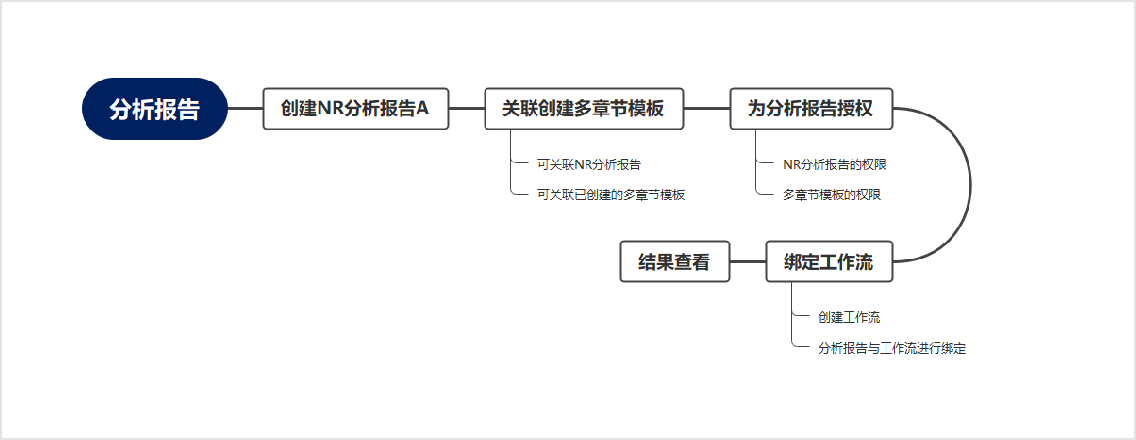 分析报告
创建NR分析报告A
关联创建多章节模板
可关联NR分析报告
可关联已创建的多章节模板
为分析报告授权
NR分析报告的权限
多章节模板的权限
绑定工作流
创建工作流
分析报告与工作流进行绑定
结果查看